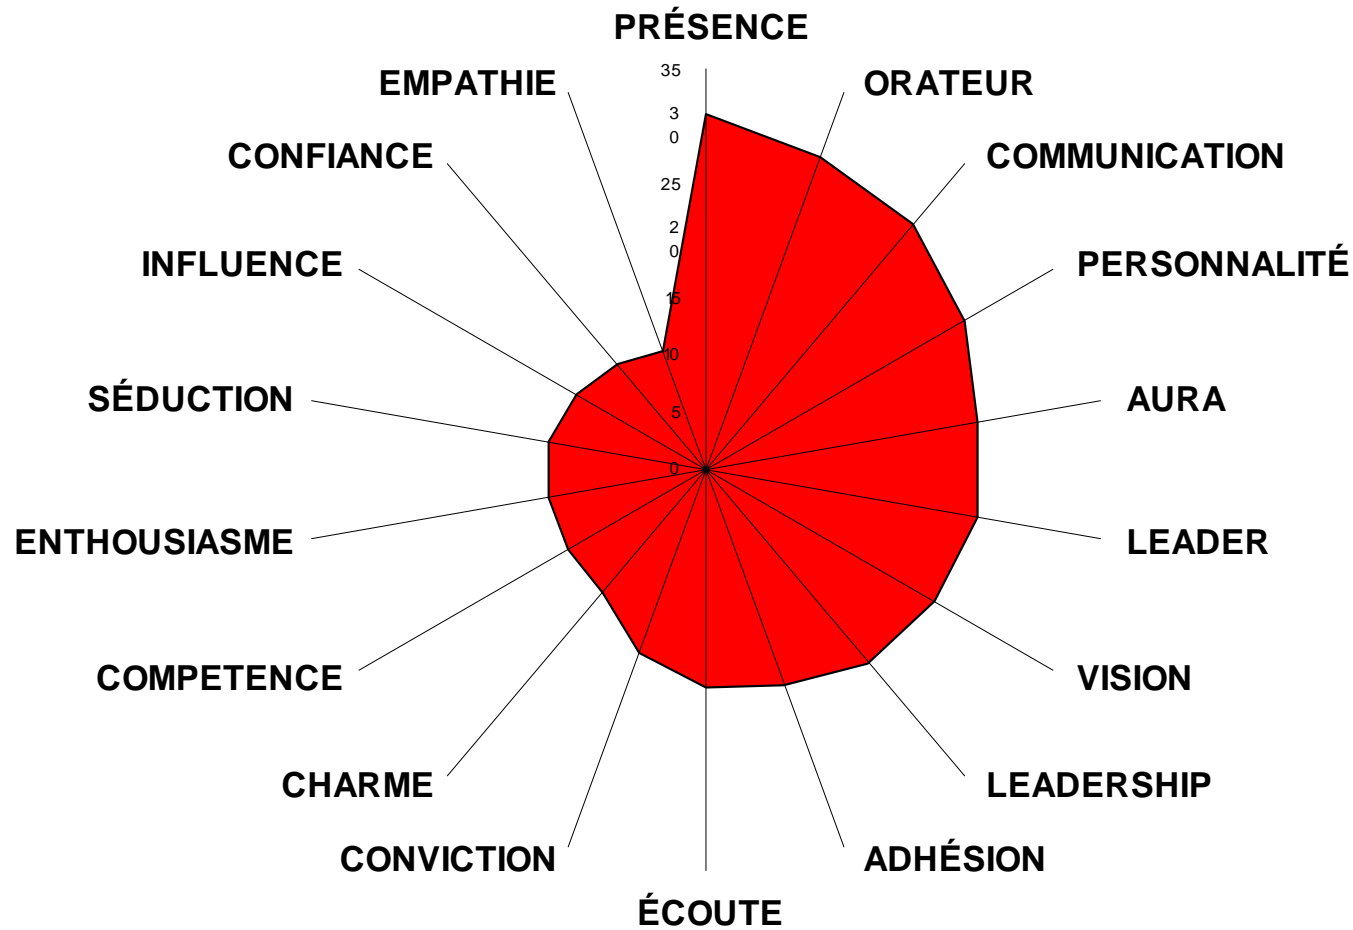 PRÉSENCE
EMPATHIE
ORATEUR
CONFIANCE
COMMUNICATION
INFLUENCE
PERSONNALITÉ
SÉDUCTION
AURA
ENTHOUSIASME
LEADER
COMPETENCE
VISION
CHARME
LEADERSHIP
CONVICTION
ADHÉSION
ÉCOUTE
35
3
0
25
2
0
15
10
5
0